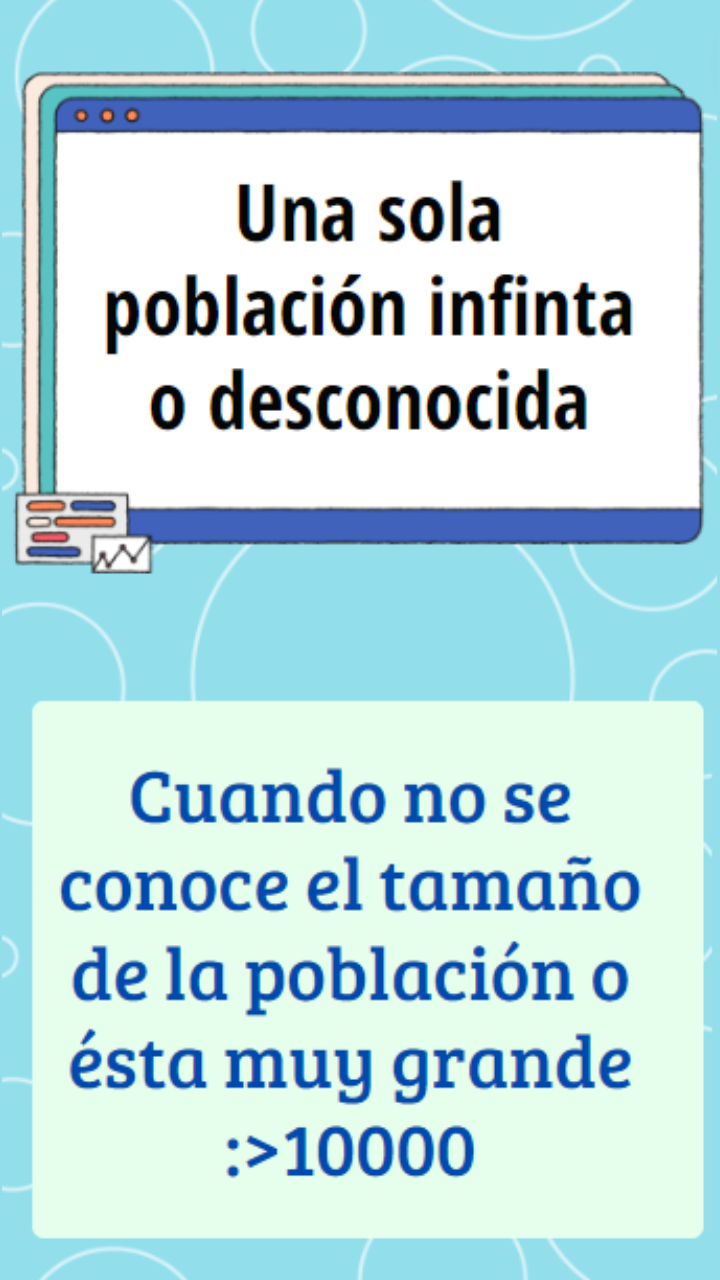 Una sola
población infinta
o desconocida
Cuando no se
conoce el tamaño
de la población o
ésta muy grande
:>10000